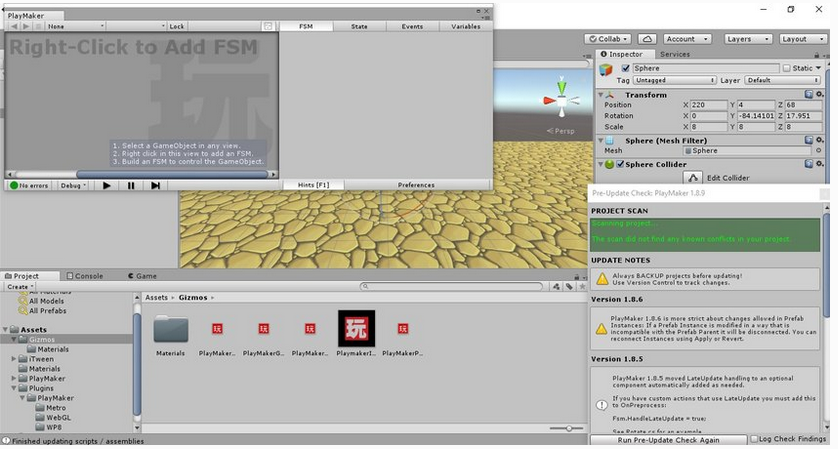 PlayMaker
None
Lock
FSM
State
Events
Variables
Right-Click to Add FSM
玩
1. Select a GameObject in any view.
2. Right click in this view to add an FSM.
3. Build an FSM to control the GameObject.
No errors
Debug
Hints [F1]
Preferences
Persp
Collab
Account
Layers
Layout
Inspector
Services
Sphere
Static
Tag Untagged Layer Default
Transform
Position X 220 Y 4 Z 68
Rotation X 0 Y -84.14101 Z 17.951
Scale X 8 Y 8 Z 8
Sphere (Mesh Filter)
Mesh Sphere
Sphere Collider
Edit Collider
Pre-Update Check: PlayMaker 1.8.9
PROJECT SCAN
Scanning project...
The scan did not find any known conflicts in your project.
UPDATE NOTES
Always BACKUP projects before updating!
Use Version Control to track changes.
Version 1.8.6
PlayMaker 1.8.6 is more strict about changes allowed in Prefab
Instances: If a Prefab Instance is modified in a way that is
incompatible with the Prefab Parent it will be disconnected. You can
reconnect Instances using Apply or Revert.
Version 1.8.5
PlayMaker 1.8.5 moved LateUpdate handling to an optional
component automatically added as needed.
If you have custom actions that use LateUpdate you must add this
to OnPreprocess:
Fsm.HandleLateUpdate = true;
See Rotate.cs for an example.
Run Pre-Update Check Again
Log Check Findings
Project
Console
Game
Create
All Materials
All Models
All Prefabs
Assets
Gizmos
Materials
iTween
Materials
PlayMaker
Plugins
PlayMaker
Metro
WebGL
WP8
Assets Gizmos
玩 玩 玩 玩 玩
Materials
PlayMaker...
PlayMakerG...
PlayMaker...
PlaymakerI...
PlayMakerP...
Finished updating scripts / assemblies